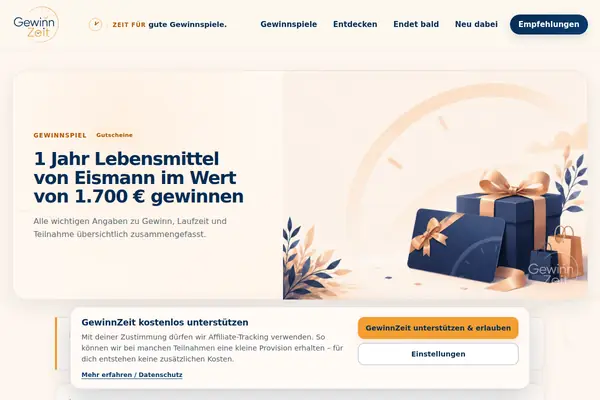 Gewinn
Zeit
ZEIT FÜR gute Gewinnspiele.
Gewinnspiele
Entdecken
Endet bald
Neu dabei
Empfehlungen
GEWINNSPIEL
Gutscheine
1 Jahr Lebensmittel
von Eismann im Wert
von 1.700 € gewinnen
Alle wichtigen Angaben zu Gewinn, Laufzeit und
Teilnahme übersichtlich zusammengefasst.
Gewinn
Zeit
GewinnZeit kostenlos unterstützen
Mit deiner Zustimmung dürfen wir Affiliate-Tracking verwenden. So
können wir bei manchen Teilnahmen eine kleine Provision erhalten – für
dich entstehen keine zusätzlichen Kosten.
Mehr erfahren / Datenschutz
GewinnZeit unterstützen & erlauben
Einstellungen